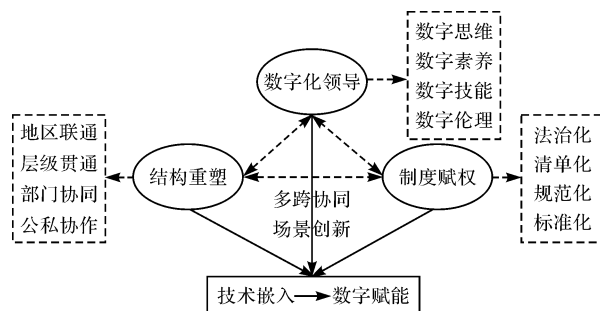 数字化领导
数字思维
数字素养
数字技能
数字伦理
地区联通
层级贯通
部门协同
公私协作
结构重塑
制度赋权
法治化
清单化
规范化
标准化
多跨协同
场景创新
技术嵌入
数字赋能